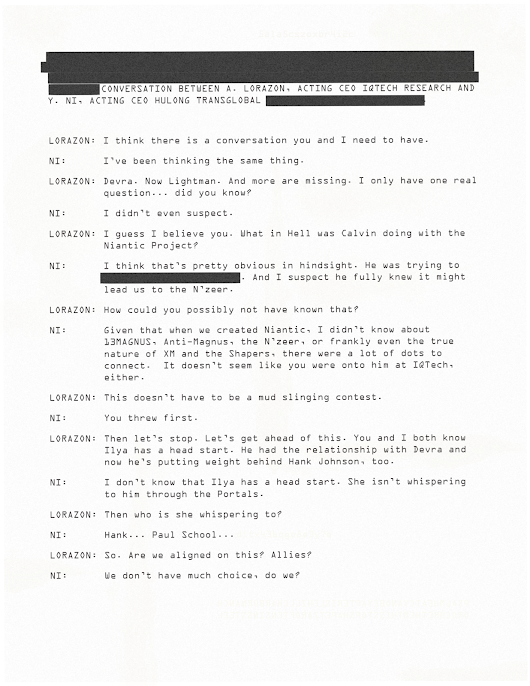 CONVERSATION BETWEEN A. LORAZON, ACTING CEO IQTECH RESEARCH AND
Y. NI, ACTING CEO HULONG TRANSGLOBAL
LORAZON: I think there is a conversation you and I need to have.
NI: I've been thinking the same thing.
LORAZON: Devra. Now Lightman. And more are missing. I only have one real
question... did you know?
NI: I didn't even suspect.
LORAZON: I guess I believe you. What in Hell was Calvin doing with the
Niantic Project?
NI: I think that's pretty obvious in hindsight. He was trying to
. And I suspect he fully knew it might
lead us to the N'zeer.
LORAZON: How could you possibly not have known that?
NI: Given that when we created Niantic, I didn't know about
13MAGNUS, Anti-Magnus, the N'zeer, or frankly even the true
nature of XM and the Shapers, there were a lot of dots to
connect. It doesn't seem like you were onto him at IQTech,
either.
LORAZON: This doesn't have to be a mud slinging contest.
NI: You threw first.
LORAZON: Then let's stop. Let's get ahead of this. You and I both know
Ilya has a head start. He had the relationship with Devra and
now he's putting weight behind Hank Johnson, too.
NI: I don't know that Ilya has a head start. She isn't whispering
to him through the Portals.
LORAZON: Then who is she whispering to?
NI: Hank... Paul School...
LORAZON: So. Are we aligned on this? Allies?
NI: We don't have much choice, do we?